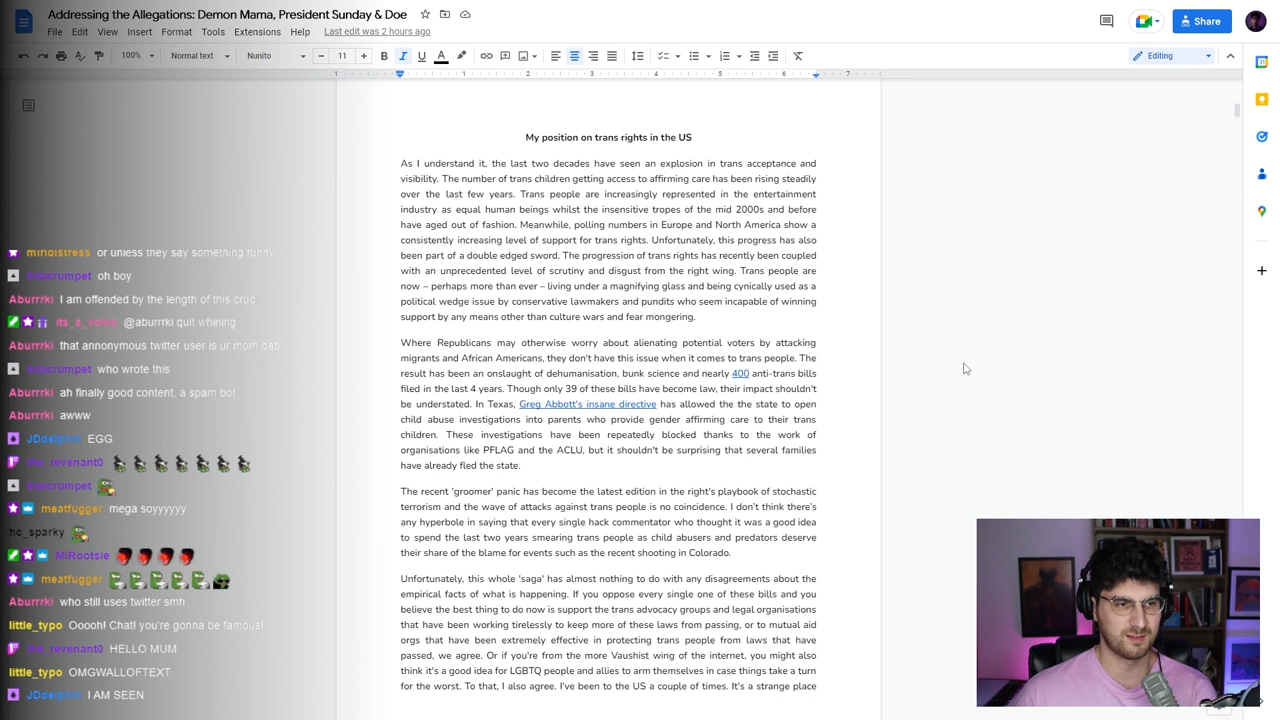 Addressing the Allegations: Demon Mama, President Sunday & Doe
File Edit View Insert Format Tools Extensions Help Last edit was 2 hours ago
Share
100% Normal text Nunito 11 B I U A Editing
1 1 2 3 4 5 6 7
My position on trans rights in the US
As I understand it, the last two decades have seen an explosion in trans acceptance and
visibility. The number of trans children getting access to affirming care has been rising steadily
over the last few years. Trans people are increasingly represented in the entertainment
industry as equal human beings whilst the insensitive tropes of the mid 2000s and before
have aged out of fashion. Meanwhile, polling numbers in Europe and North America show a
consistently increasing level of support for trans rights. Unfortunately, this progress has also
been part of a double edged sword. The progression of trans rights has recently been coupled
with an unprecedented level of scrutiny and disgust from the right wing. Trans people are
now – perhaps more than ever – living under a magnifying glass and being cynically used as a
political wedge issue by conservative lawmakers and pundits who seem incapable of winning
support by any means other than culture wars and fear mongering.
Where Republicans may otherwise worry about alienating potential voters by attacking
migrants and African Americans, they don't have this issue when it comes to trans people. The
result has been an onslaught of dehumanisation, bunk science and nearly 400 anti-trans bills
filed in the last 4 years. Though only 39 of these bills have become law, their impact shouldn't
be understated. In Texas, Greg Abbott's insane directive has allowed the the state to open
child abuse investigations into parents who provide gender affirming care to their trans
children. These investigations have been repeatedly blocked thanks to the work of
organisations like PFLAG and the ACLU, but it shouldn't be surprising that several families
have already fled the state.
The recent 'groomer' panic has become the latest edition in the right's playbook of stochastic
terrorism and the wave of attacks against trans people is no coincidence. I don't think there's
any hyperbole in saying that every single hack commentator who thought it was a good idea
to spend the last two years smearing trans people as child abusers and predators deserve
their share of the blame for events such as the recent shooting in Colorado.
Unfortunately, this whole 'saga' has almost nothing to do with any disagreements about the
empirical facts of what is happening. If you oppose every single one of these bills and you
believe the best thing to do now is support the trans advocacy groups and legal organisations
that have been working tirelessly to keep more of these laws from passing, or to mutual aid
orgs that have been extremely effective in protecting trans people from laws that have
passed, we agree. Or if you're from the more Vaushist wing of the internet, you might also
think it's a good idea for LGBTQ people and allies to arm themselves in case things take a turn
for the worst. To that, I also agree. I've been to the US a couple of times. It's a strange place
miridistress or unless they say something funny
oh boy
Aburrrki I am offended by the length of this crud
@aburrrki quit whining
Aburrrki that annonymous twitter user is ur mom dab
who wrote this
Aburrrki ah finally good content, a spam bot
Aburrrki awww
JDdelphin EGG
meatfugger mega soyyyyyy
hc_sparky
MiRootsie
meatfugger
Aburrrki who still uses twitter smh
little_typo Ooooh! Chat! you're gonna be famous!
HELLO MUM
little_typo OMGWALLOFTEXT
JDdelphin I AM SEEN